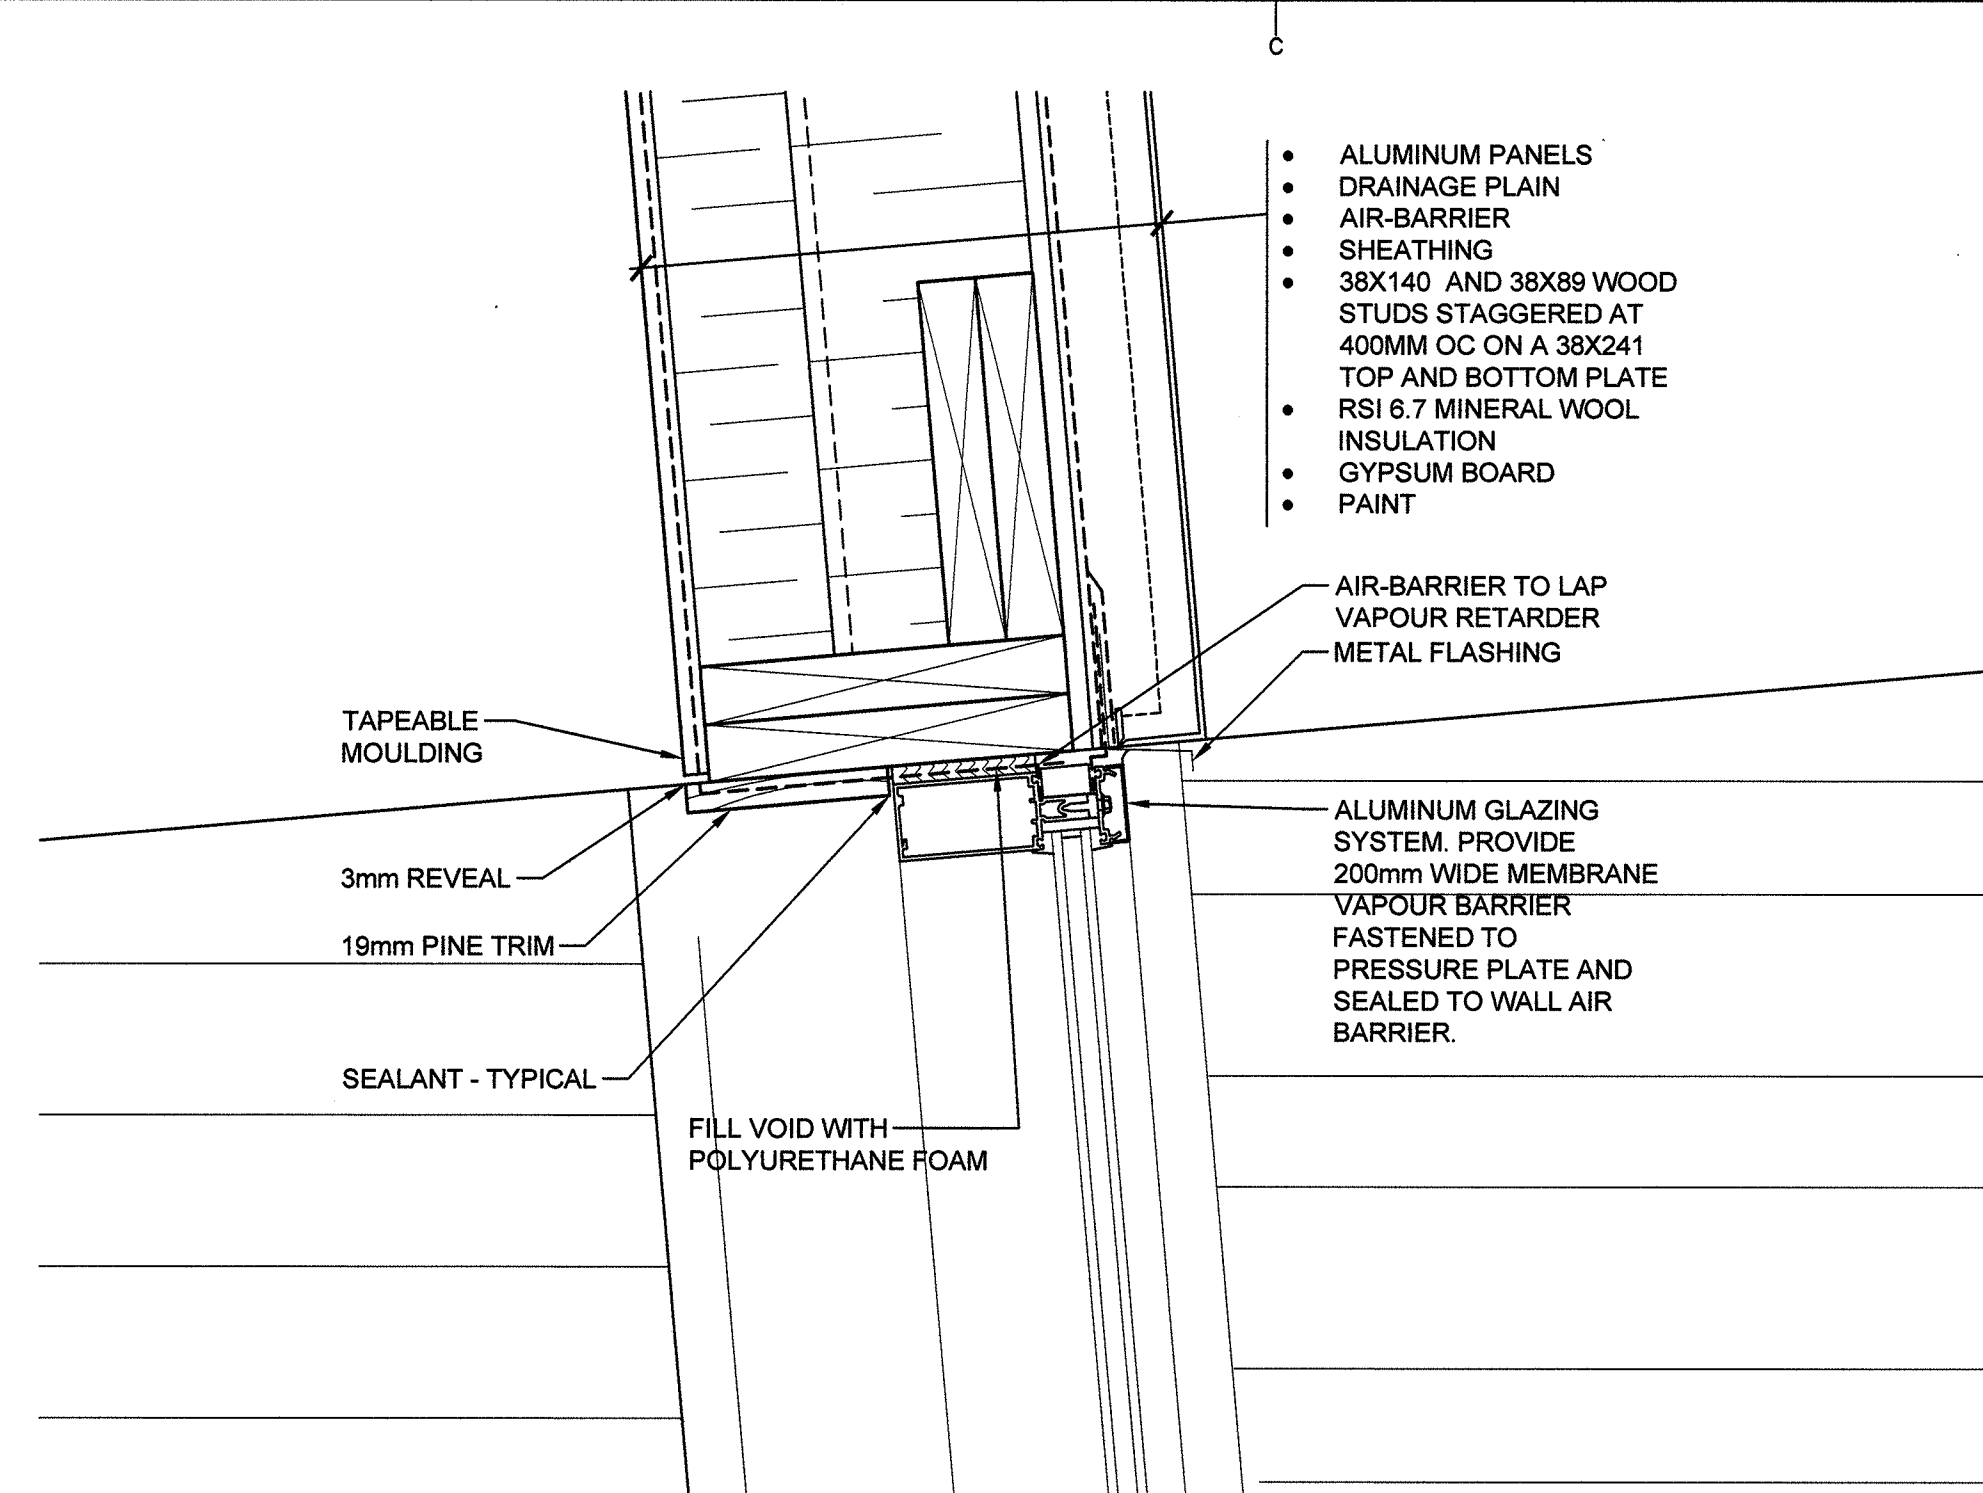 C
• ALUMINUM PANELS
• DRAINAGE PLAIN
• AIR-BARRIER
• SHEATHING
• 38X140 AND 38X89 WOOD
STUDS STAGGERED AT
400MM OC ON A 38X241
TOP AND BOTTOM PLATE
• RSI 6.7 MINERAL WOOL
INSULATION
• GYPSUM BOARD
• PAINT
AIR-BARRIER TO LAP
VAPOUR RETARDER
METAL FLASHING
TAPEABLE
MOULDING
ALUMINUM GLAZING
SYSTEM. PROVIDE
200mm WIDE MEMBRANE
VAPOUR BARRIER
FASTENED TO
PRESSURE PLATE AND
SEALED TO WALL AIR
BARRIER.
3mm REVEAL
19mm PINE TRIM
SEALANT - TYPICAL
FILL VOID WITH
POLYURETHANE FOAM